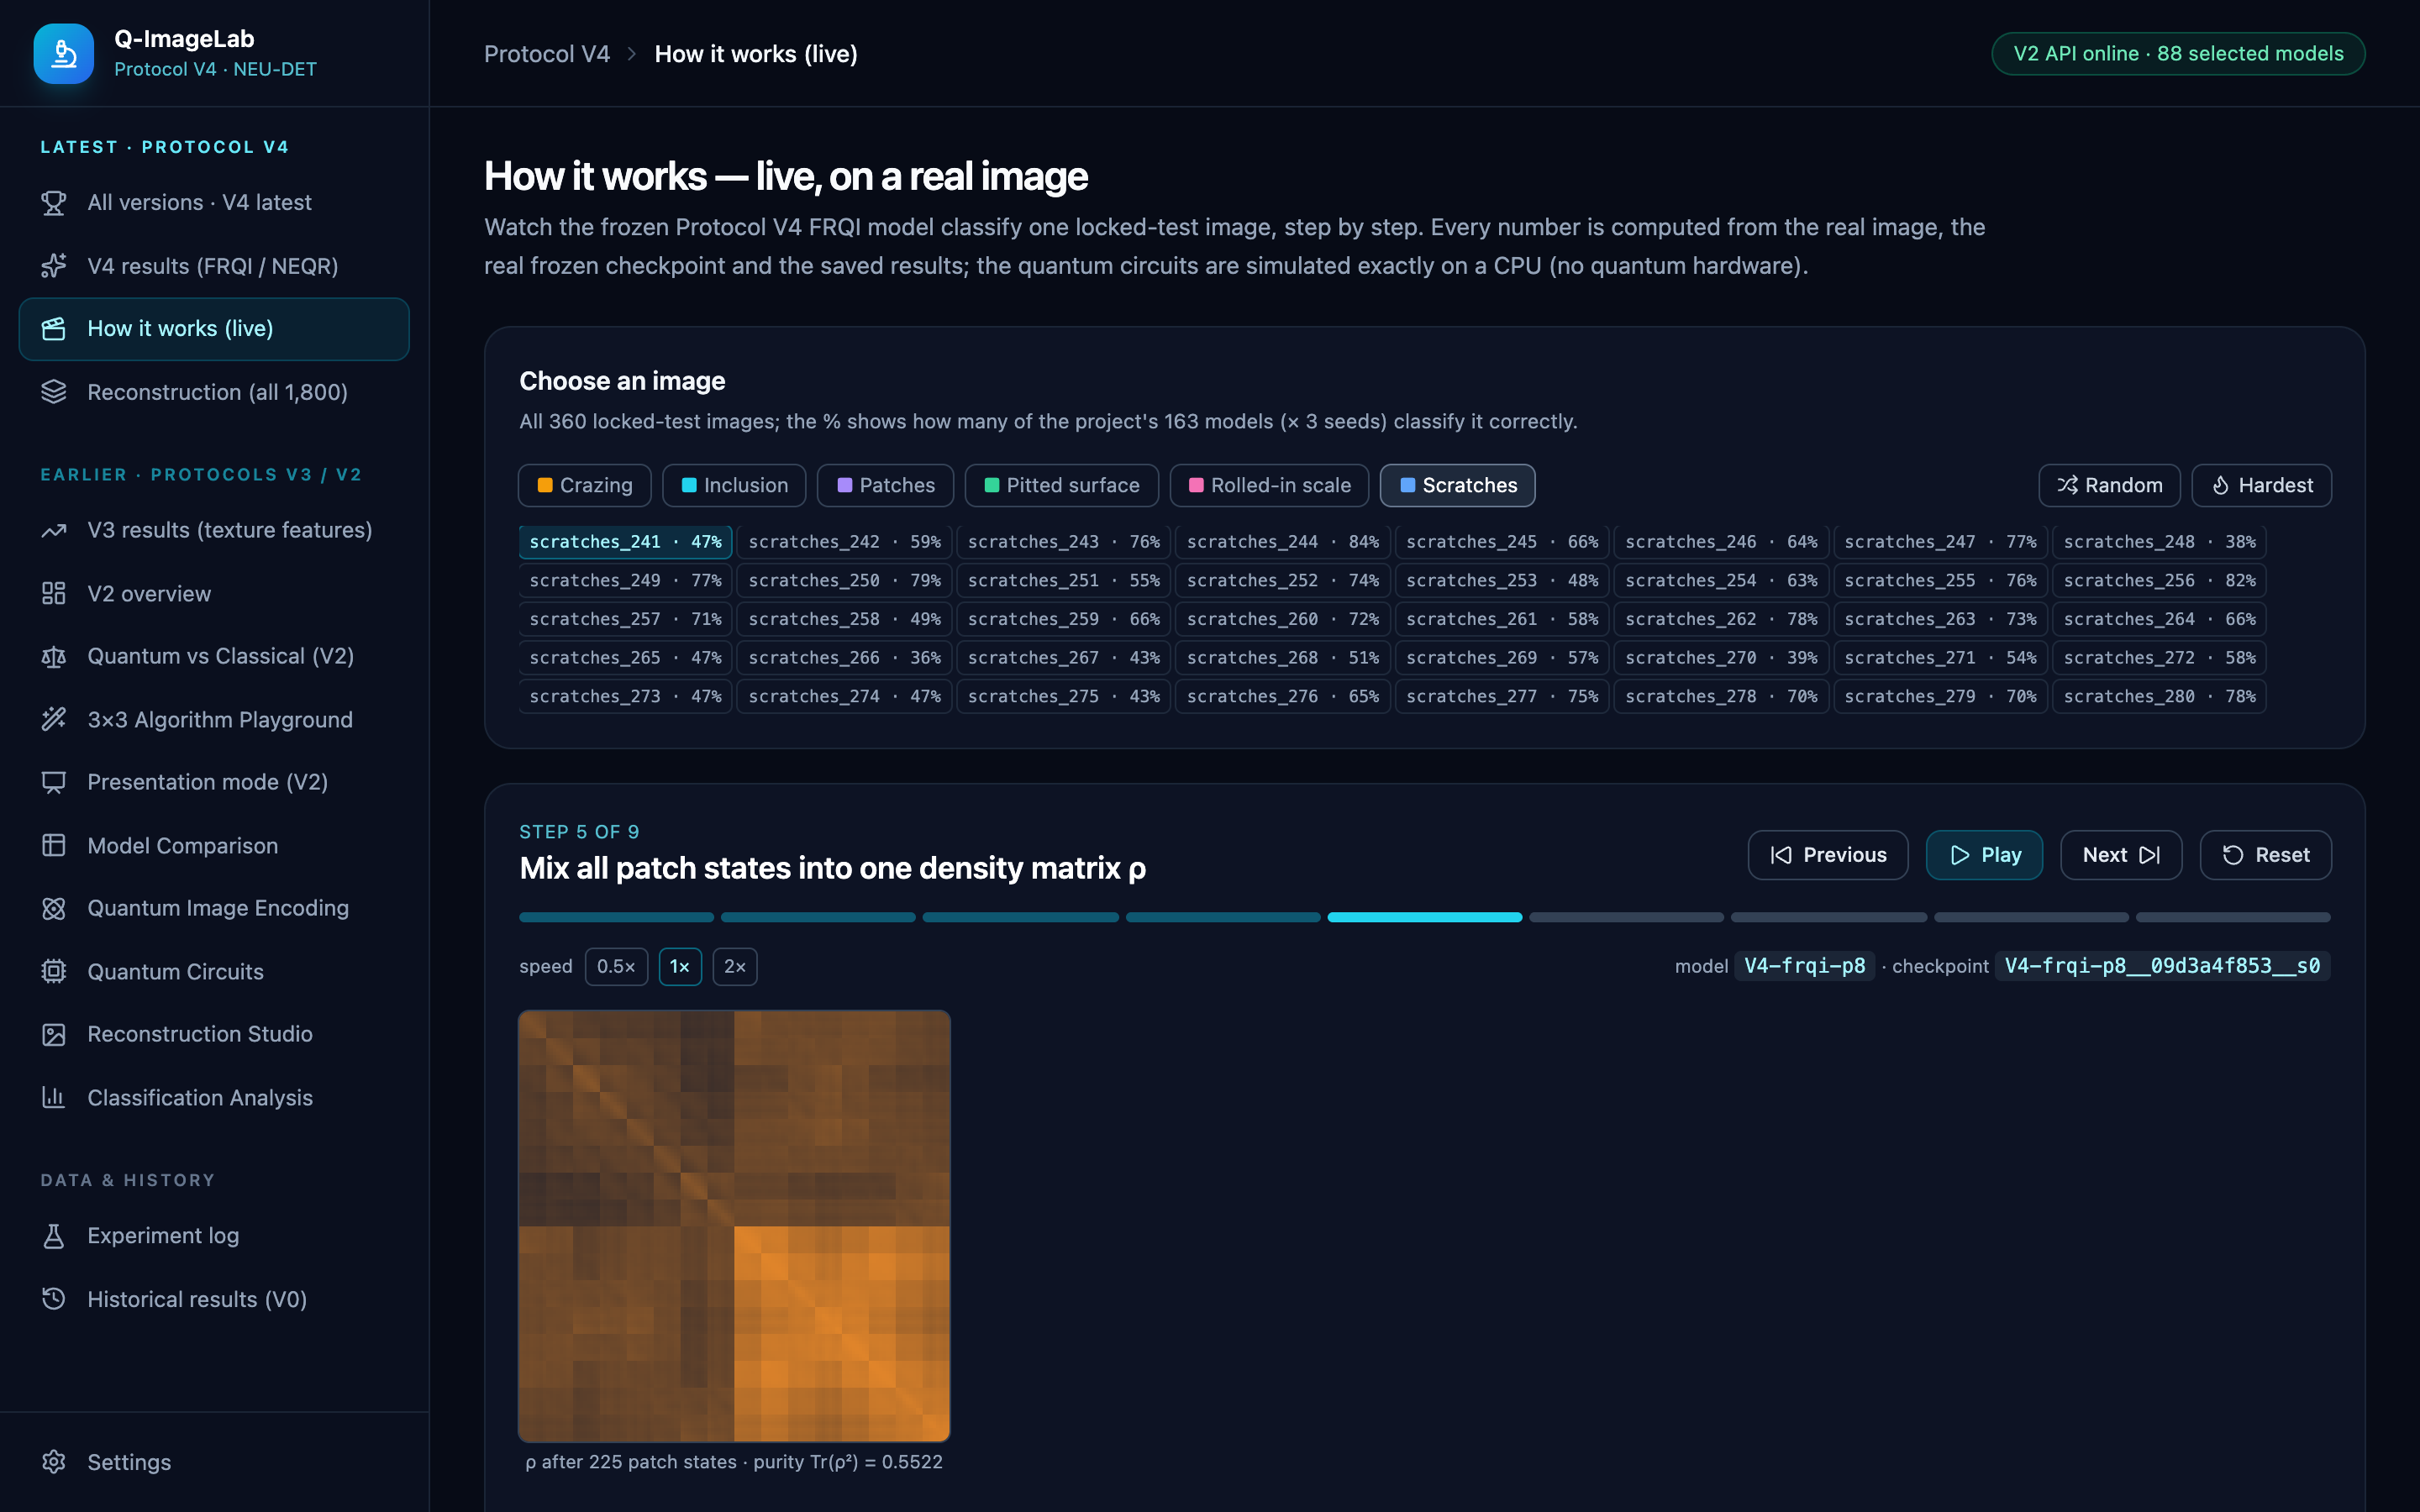 Q-ImageLab
Protocol V4 · NEU-DET
LATEST · PROTOCOL V4
All versions · V4 latest
V4 results (FRQI / NEQR)
How it works (live)
Reconstruction (all 1,800)
EARLIER · PROTOCOLS V3 / V2
V3 results (texture features)
V2 overview
Quantum vs Classical (V2)
3×3 Algorithm Playground
Presentation mode (V2)
Model Comparison
Quantum Image Encoding
Quantum Circuits
Reconstruction Studio
Classification Analysis
DATA & HISTORY
Experiment log
Historical results (V0)
Settings
Protocol V4 > How it works (live)
V2 API online · 88 selected models
How it works — live, on a real image
Watch the frozen Protocol V4 FRQI model classify one locked-test image, step by step. Every number is computed from the real image, the
real frozen checkpoint and the saved results; the quantum circuits are simulated exactly on a CPU (no quantum hardware).
Choose an image
All 360 locked-test images; the % shows how many of the project's 163 models (× 3 seeds) classify it correctly.
Crazing Inclusion Patches Pitted surface Rolled-in scale Scratches Random Hardest
scratches_241 · 47% scratches_242 · 59% scratches_243 · 76% scratches_244 · 84% scratches_245 · 66% scratches_246 · 64% scratches_247 · 77% scratches_248 · 38%
scratches_249 · 77% scratches_250 · 79% scratches_251 · 55% scratches_252 · 74% scratches_253 · 48% scratches_254 · 63% scratches_255 · 76% scratches_256 · 82%
scratches_257 · 71% scratches_258 · 49% scratches_259 · 66% scratches_260 · 72% scratches_261 · 58% scratches_262 · 78% scratches_263 · 73% scratches_264 · 66%
scratches_265 · 47% scratches_266 · 36% scratches_267 · 43% scratches_268 · 51% scratches_269 · 57% scratches_270 · 39% scratches_271 · 54% scratches_272 · 58%
scratches_273 · 47% scratches_274 · 47% scratches_275 · 43% scratches_276 · 65% scratches_277 · 75% scratches_278 · 70% scratches_279 · 70% scratches_280 · 78%
STEP 5 OF 9
Mix all patch states into one density matrix ρ
Previous Play Next Reset
speed 0.5× 1× 2×
model V4-frqi-p8 · checkpoint V4-frqi-p8__09d3a4f853__s0
ρ after 225 patch states · purity Tr(ρ²) = 0.5522